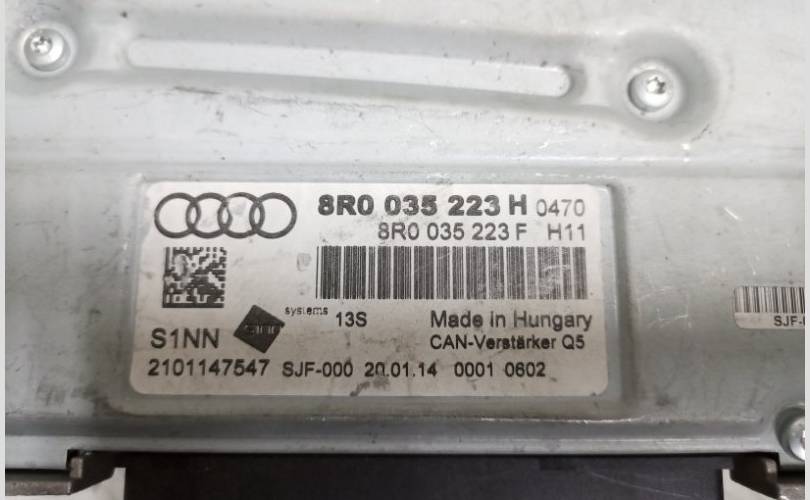 8R0 035 223 H 0470
8R0 035 223 F H11
systems 13S
S1NN
Made in Hungary
CAN-Verstärker Q5
2101147547 SJF-000 20.01.14 0001 0602